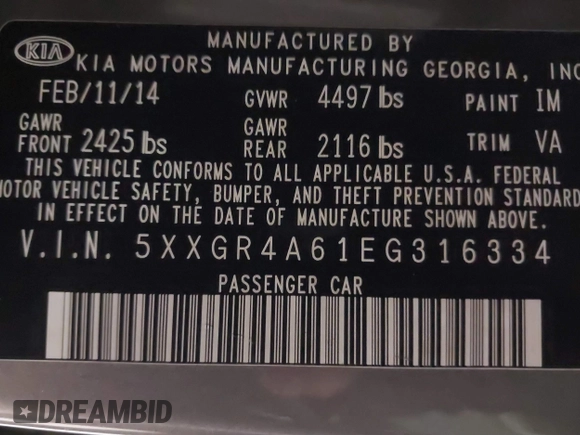 MANUFACTURED BY
KIA KIA MOTORS MANUFACTURING GEORGIA, INC
FEB/11/14 GVWR 4497 lbs PAINT IM
GAWR FRONT 2425 lbs GAWR REAR 2116 lbs TRIM VA
THIS VEHICLE CONFORMS TO ALL APPLICABLE U.S.A. FEDERAL
MOTOR VEHICLE SAFETY, BUMPER, AND THEFT PREVENTION STANDARD
IN EFFECT ON THE DATE OF MANUFACTURE SHOWN ABOVE.
V.I.N. 5XXGR4A61EG316334
PASSENGER CAR
DREAMBID